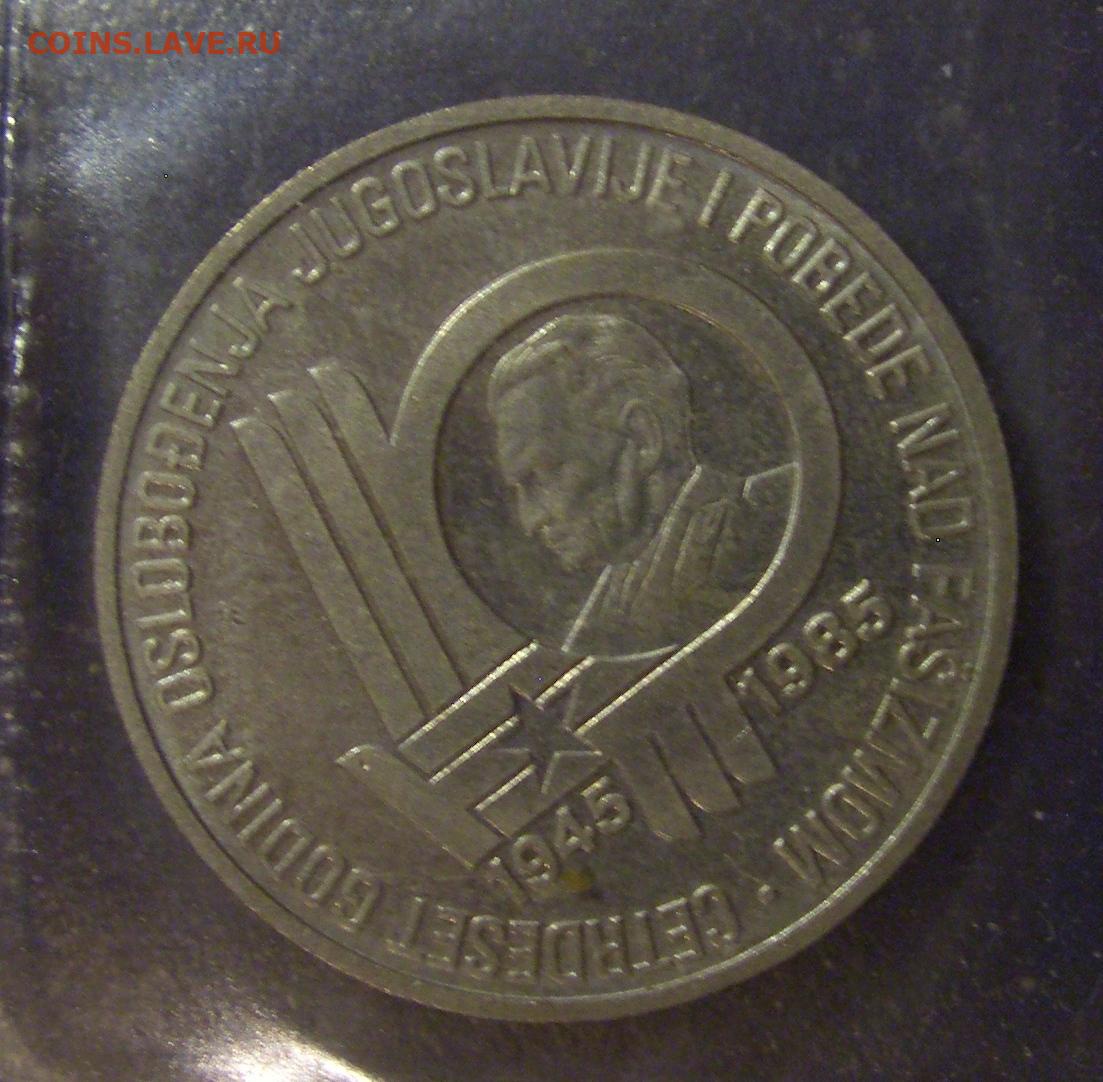 COINS.LAVE.RU
ČETRDESET GODINA OSLOBOĐENJA JUGOSLAVIJE I POBEDE NAD FAŠIZMOM •
1945
1985